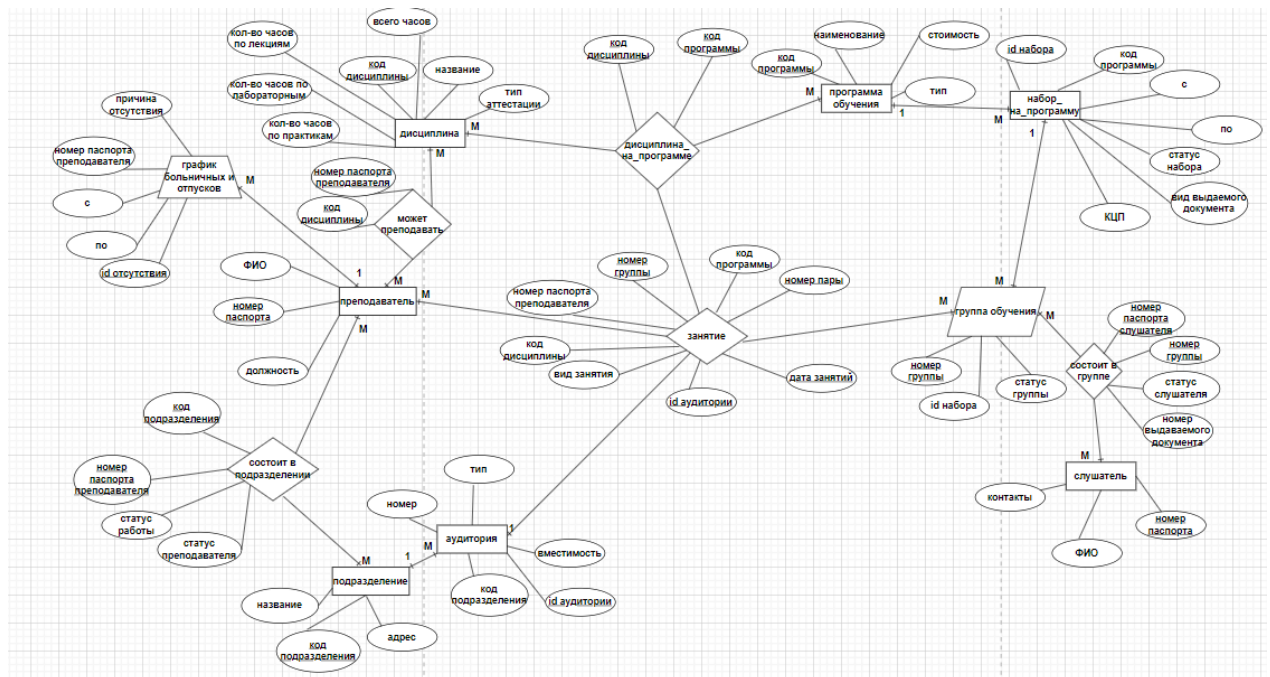 всего часов
кол-во часов
по лекциям
код
дисциплины
название
кол-во часов по
лабораторным
тип
аттестации
кол-во часов
по практикам
дисциплина
М
М
код
дисциплины
код
программы
дисциплина_
на_программе
наименование
стоимость
код
программы
тип
М
программа
обучения
1
id набора
код
программы
с
по
набор_
на_программу
М
1
статус
набора
вид выдаваемого
документа
КЦП
причина
отсутствия
номер паспорта
преподавателя
график
больничных и
отпусков
М
с
по
id отсутствия
номер паспорта
преподавателя
код
дисциплины
может
преподавать
ФИО
1
М
номер
паспорта
преподаватель
М
М
должность
номер
группы
код
программы
номер пары
номер паспорта
преподавателя
занятие
код
дисциплины
вид занятия
id аудитории
дата занятий
М
М
группа обучения
М
номер
группы
id набора
статус
группы
номер
паспорта
слушателя
номер
группы
состоит в
группе
статус
слушателя
номер
выдаваемого
документа
М
слушатель
контакты
номер
паспорта
ФИО
код
подразделения
состоит в
подразделении
номер
паспорта
преподавателя
статус
работы
статус
преподавателя
тип
номер
1
аудитория
М
1
вместимость
код
подразделения
id аудитории
М
подразделение
название
код
подразделения
адрес